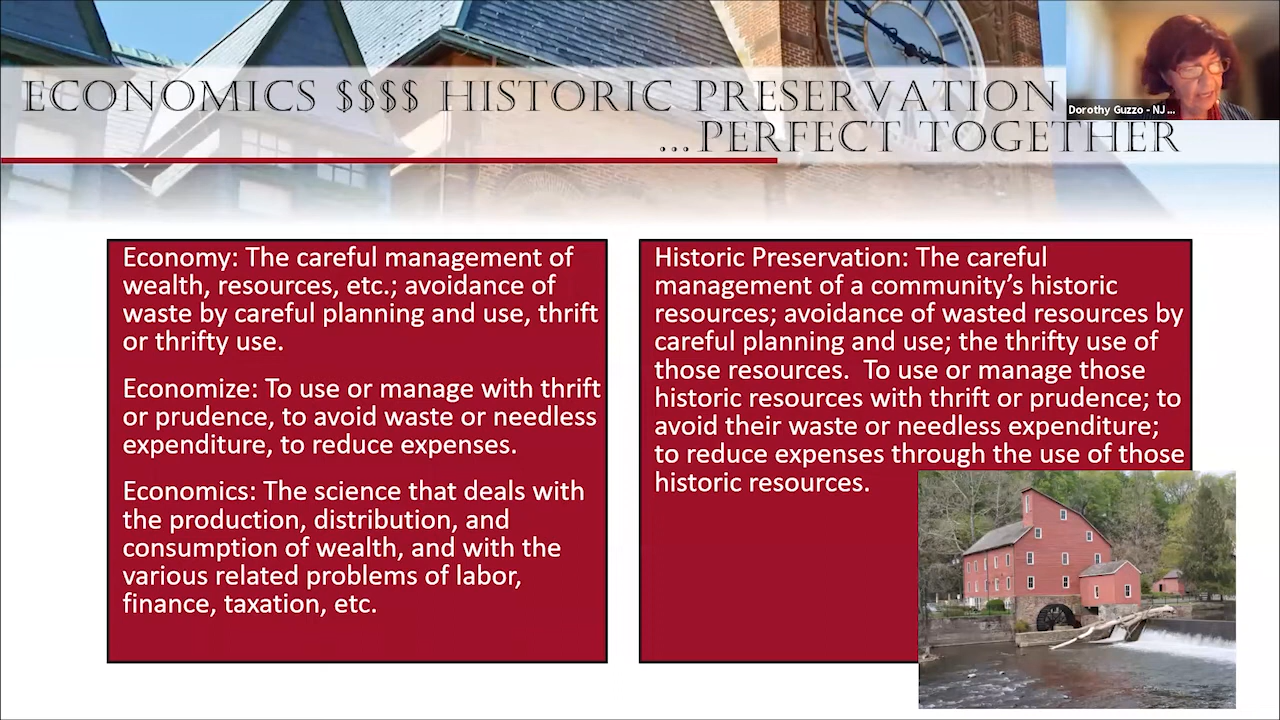 ECONOMICS $$$$ HISTORIC PRESERVATION
...PERFECT TOGETHER
Dorothy Guzzo - NJ ...
Economy: The careful management of
wealth, resources, etc.; avoidance of
waste by careful planning and use, thrift
or thrifty use.
Economize: To use or manage with thrift
or prudence, to avoid waste or needless
expenditure, to reduce expenses.
Economics: The science that deals with
the production, distribution, and
consumption of wealth, and with the
various related problems of labor,
finance, taxation, etc.
Historic Preservation: The careful
management of a community’s historic
resources; avoidance of wasted resources by
careful planning and use; the thrifty use of
those resources.  To use or manage those
historic resources with thrift or prudence; to
avoid their waste or needless expenditure;
to reduce expenses through the use of those
historic resources.